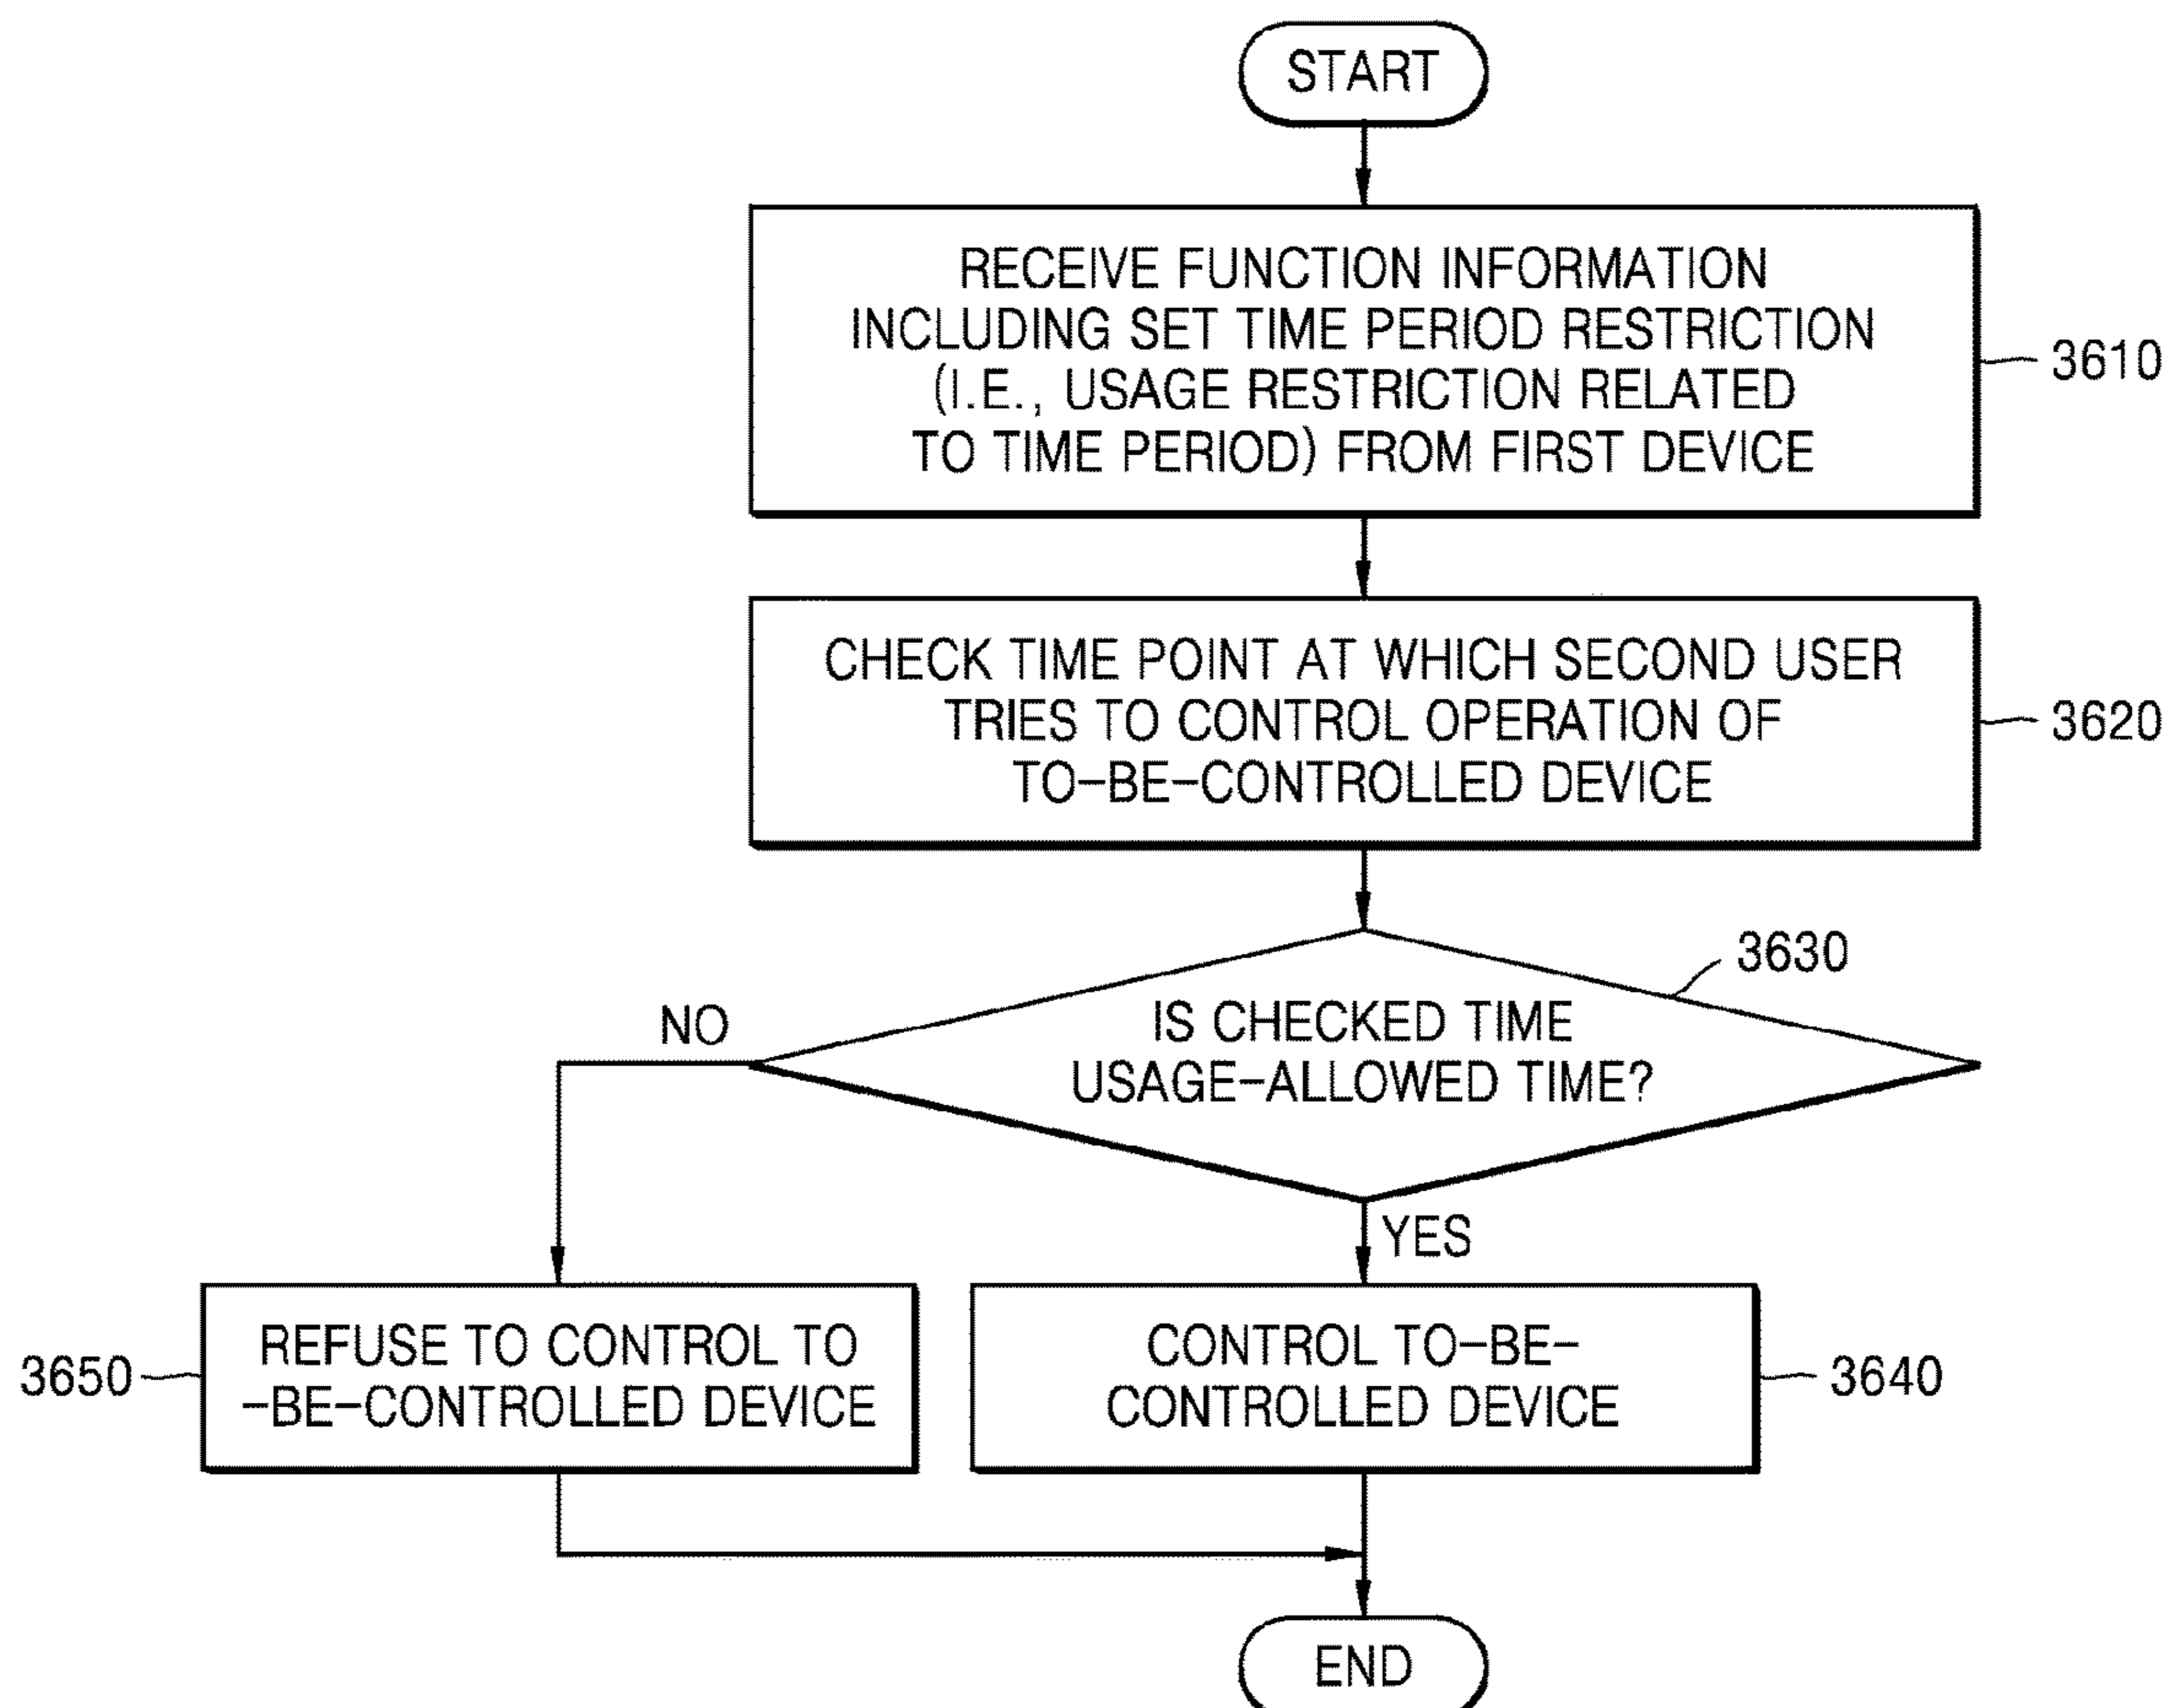 START
RECEIVE FUNCTION INFORMATION
INCLUDING SET TIME PERIOD RESTRICTION
(I.E., USAGE RESTRICTION RELATED
TO TIME PERIOD) FROM FIRST DEVICE
3610
CHECK TIME POINT AT WHICH SECOND USER
TRIES TO CONTROL OPERATION OF
TO-BE-CONTROLLED DEVICE
3620
3630
IS CHECKED TIME
USAGE-ALLOWED TIME?
NO
YES
REFUSE TO CONTROL TO
-BE-CONTROLLED DEVICE
3650
CONTROL TO-BE-
CONTROLLED DEVICE
3640
END